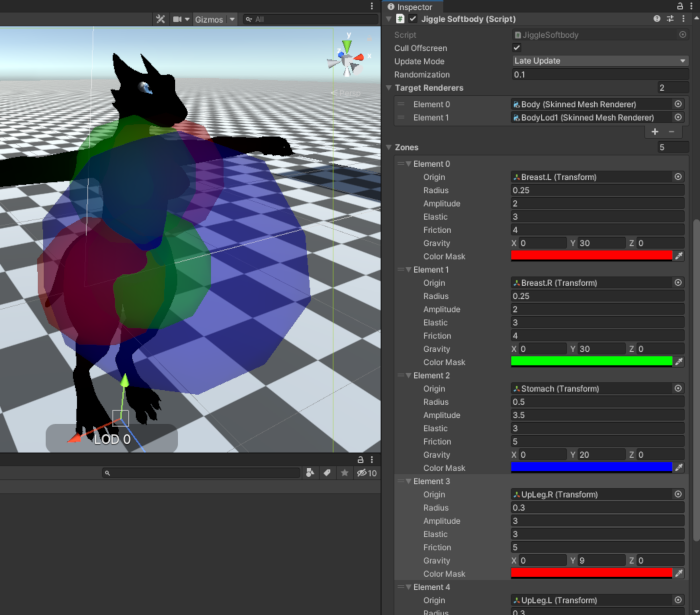 Inspector
Gizmos
All
# Jiggle Softbody (Script)
Script JiggleSoftbody
Cull Offscreen
Update Mode Late Update
Randomization 0.1
Target Renderers 2
Element 0 Body (Skinned Mesh Renderer)
Element 1 BodyLod1 (Skinned Mesh Renderer)
+ −
Zones 5
Element 0
Origin Breast.L (Transform)
Radius 0.25
Amplitude 2
Elastic 3
Friction 4
Gravity X 0 Y 30 Z 0
Color Mask
Element 1
Origin Breast.R (Transform)
Radius 0.25
Amplitude 2
Elastic 3
Friction 4
Gravity X 0 Y 30 Z 0
Color Mask
Element 2
Origin Stomach (Transform)
Radius 0.5
Amplitude 3.5
Elastic 3
Friction 5
Gravity X 0 Y 20 Z 0
Color Mask
Element 3
Origin UpLeg.R (Transform)
Radius 0.3
Amplitude 3
Elastic 3
Friction 5
Gravity X 0 Y 9 Z 0
Color Mask
Element 4
Origin UpLeg.L (Transform)
Radius 0.3
y
LOD 0
10